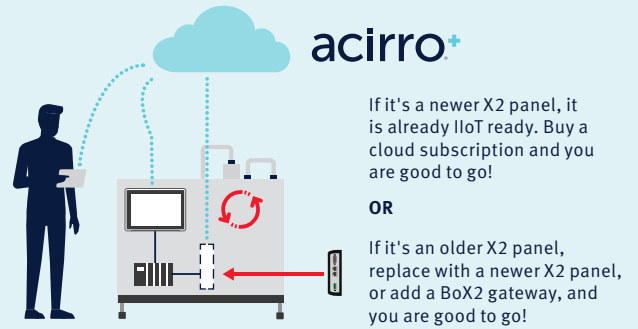 acirro+
If it's a newer X2 panel, it
is already IIoT ready. Buy a
cloud subscription and you
are good to go!
OR
If it's an older X2 panel,
replace with a newer X2 panel,
or add a BoX2 gateway, and
you are good to go!